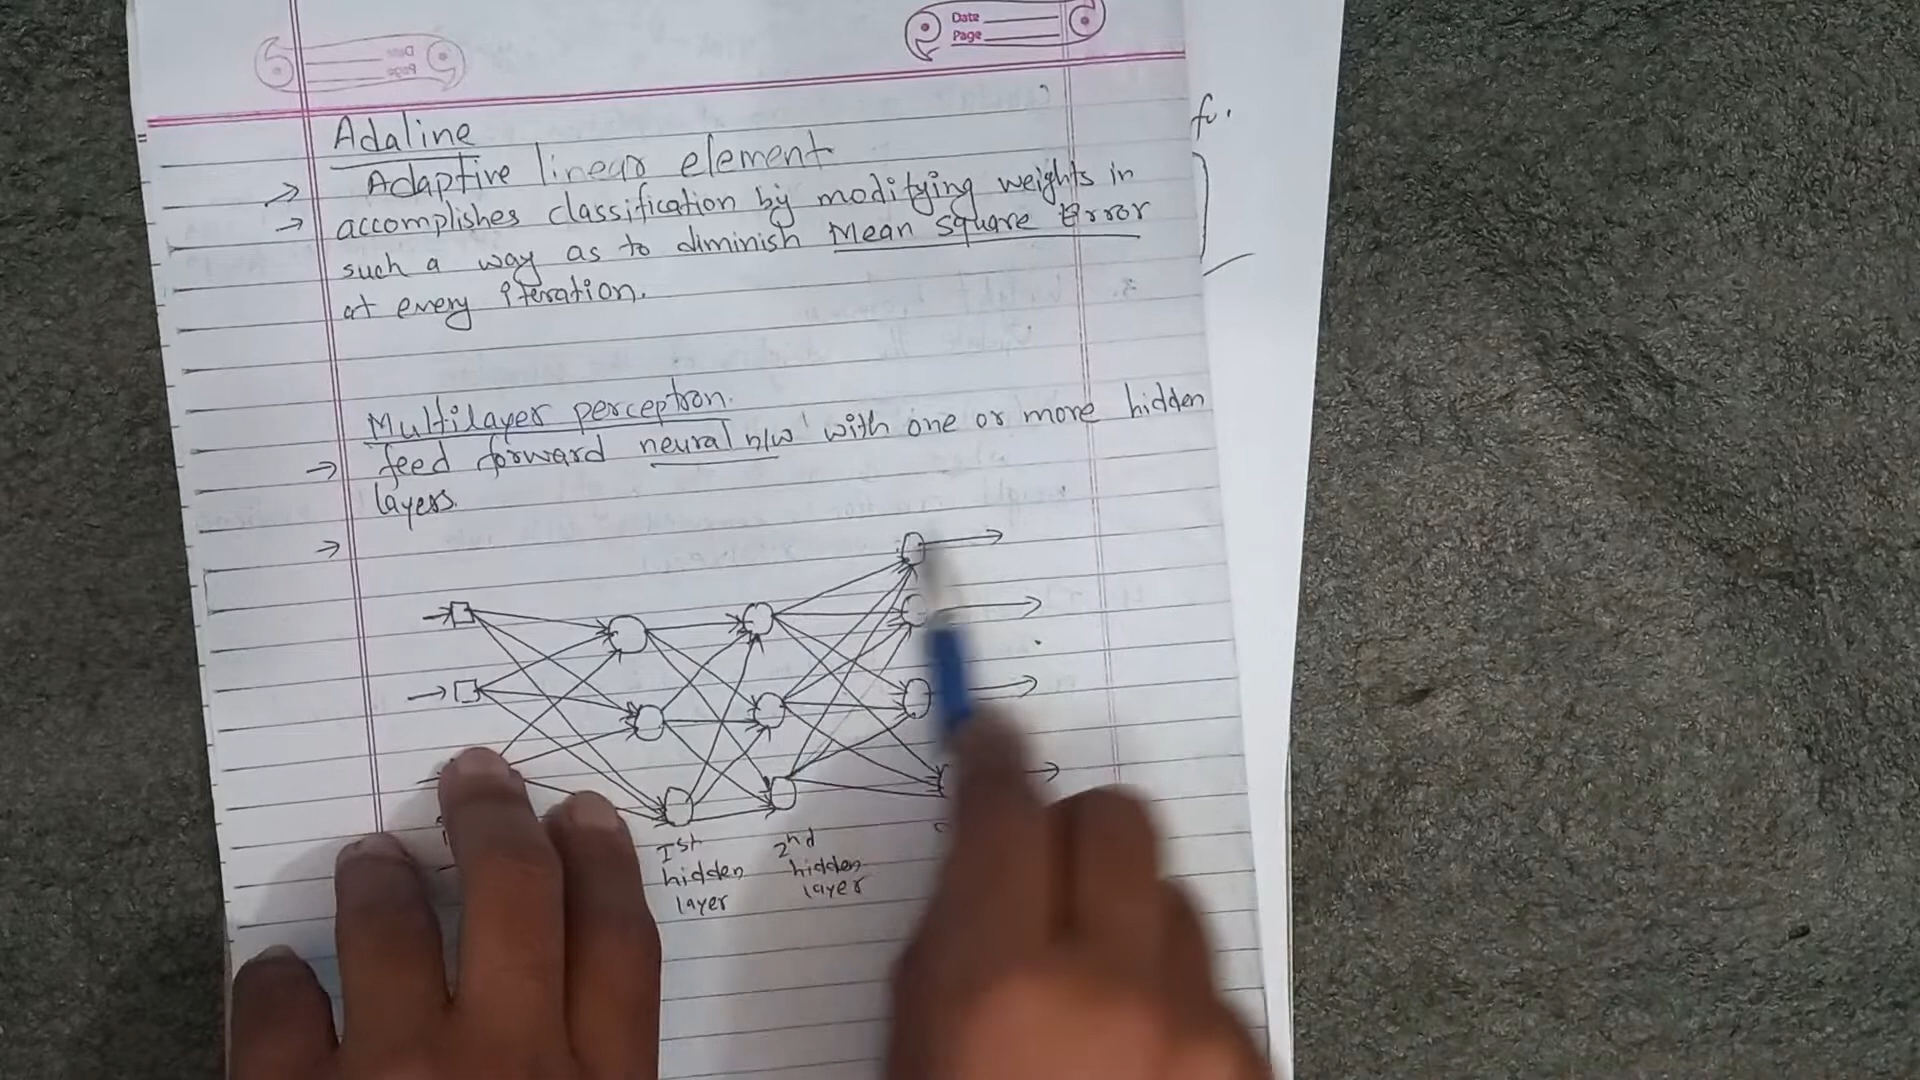 Date
Page
fu.
Adaline
Adaptive linear element
accomplishes classification by modifying weights in
such a way as to diminish Mean square Error
at every iteration.
Multilayer perceptron.
feed forward neural n/w with one or more hidden
layers.
Ist
hidden
layer
2nd
hidden
layer